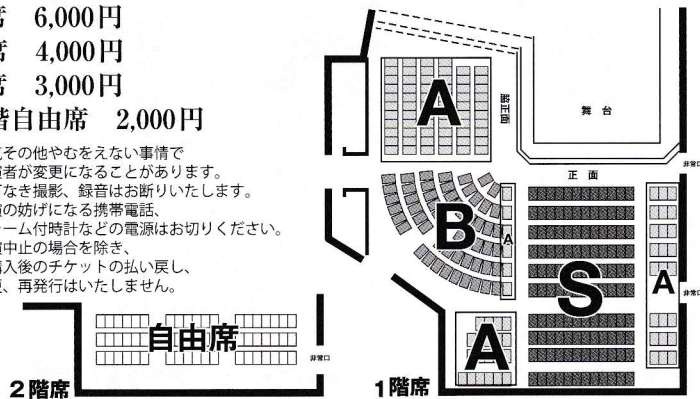 席 6,000円
席 4,000円
席 3,000円
階自由席 2,000円
その他やむをえない事情で
演者が変更になることがあります。
なき撮影、録音はお断りいたします。
の妨げになる携帯電話、
ラーム付時計などの電源はお切りください。
演中止の場合を除き、
購入後のチケットの払い戻し、
、再発行はいたしません。
A
脇正面
舞台
非常口
正面
B
A
S
A
非常口
A
自由席
非常口
2階席
1階席